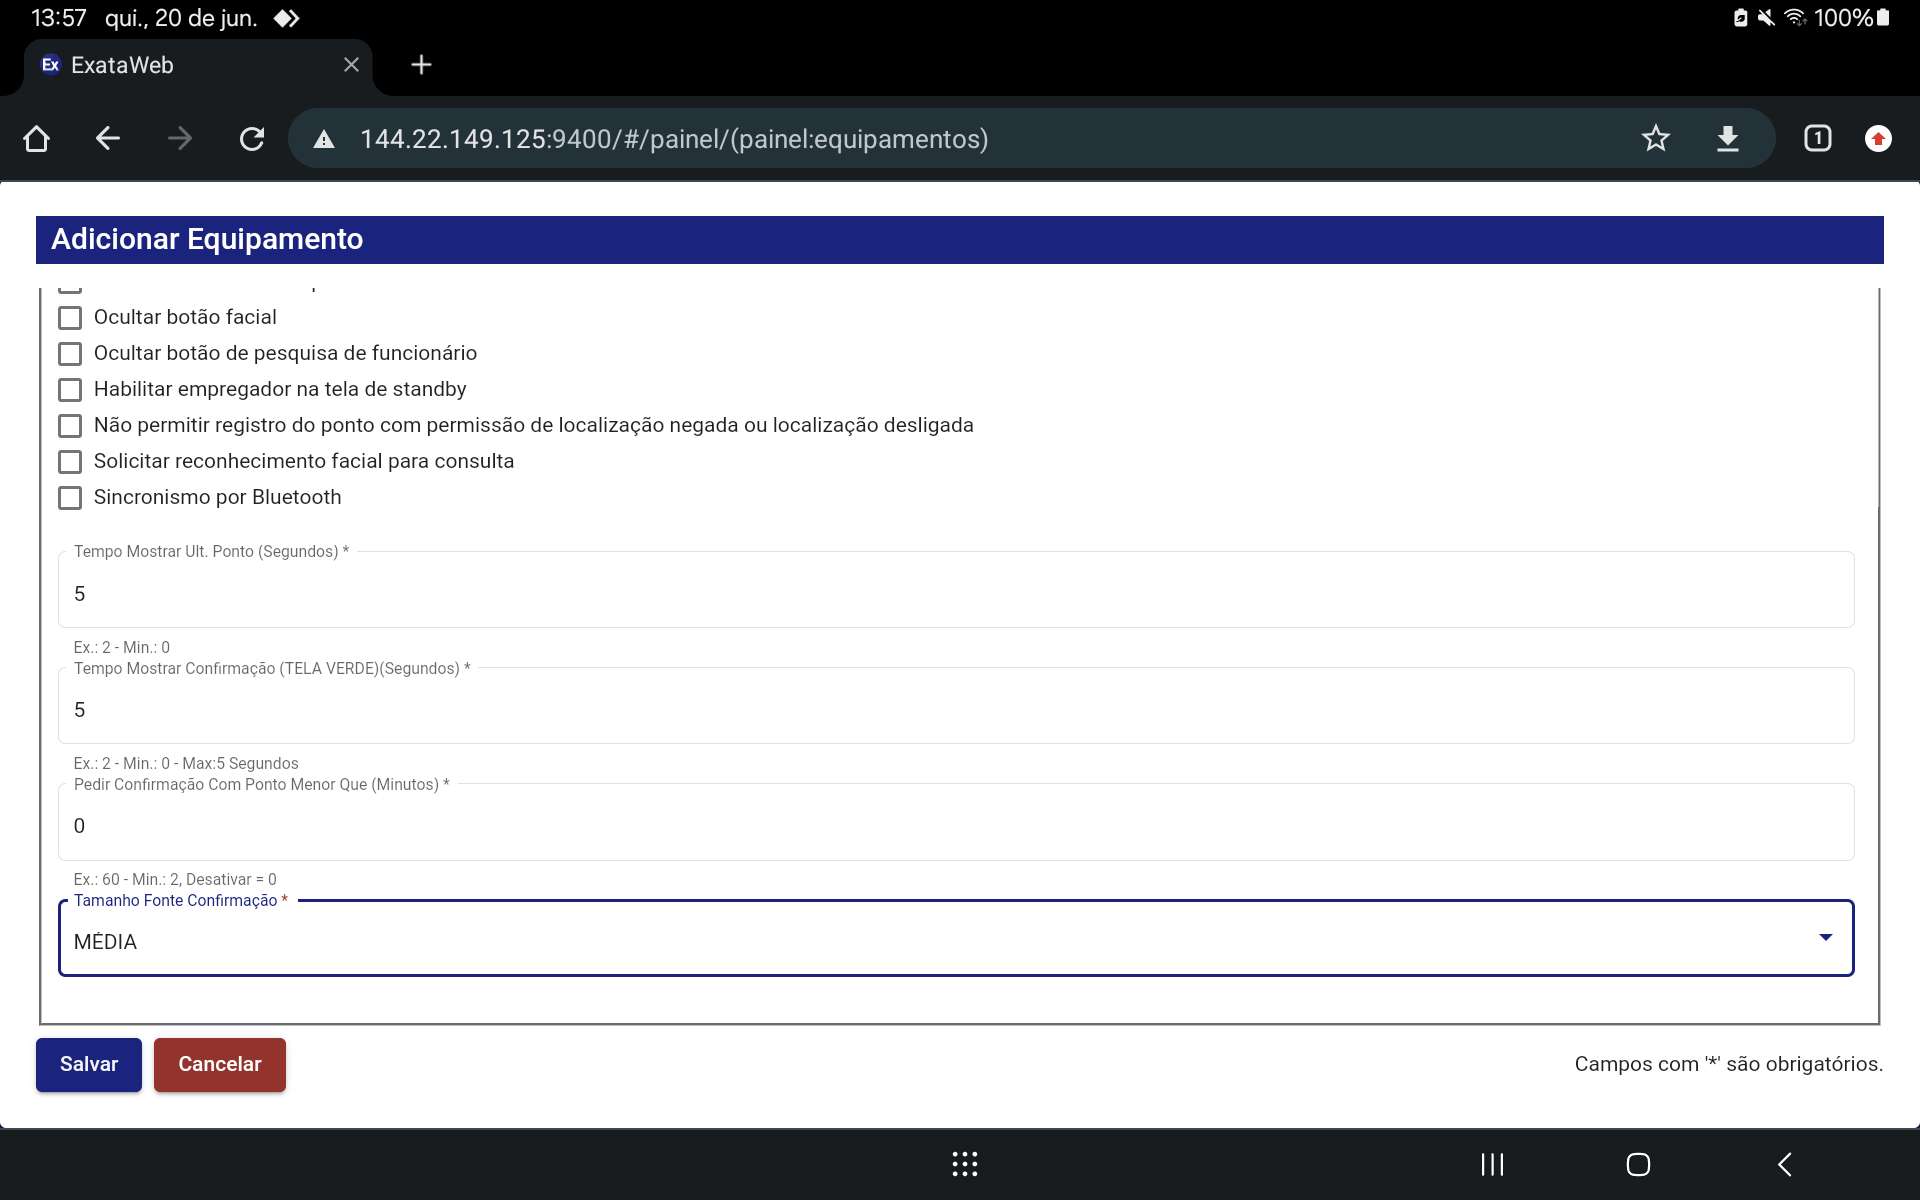 13:57 qui., 20 de jun. 100%
Ex ExataWeb
144.22.149.125:9400/#/painel/(painel:equipamentos) 1
Adicionar Equipamento
Ocultar botão facial
Ocultar botão de pesquisa de funcionário
Habilitar empregador na tela de standby
Não permitir registro do ponto com permissão de localização negada ou localização desligada
Solicitar reconhecimento facial para consulta
Sincronismo por Bluetooth
Tempo Mostrar Ult. Ponto (Segundos) *
5
Ex.: 2 - Min.: 0
Tempo Mostrar Confirmação (TELA VERDE)(Segundos) *
5
Ex.: 2 - Min.: 0 - Max:5 Segundos
Pedir Confirmação Com Ponto Menor Que (Minutos) *
0
Ex.: 60 - Min.: 2, Desativar = 0
Tamanho Fonte Confirmação *
MÉDIA
Salvar Cancelar Campos com '*' são obrigatórios.